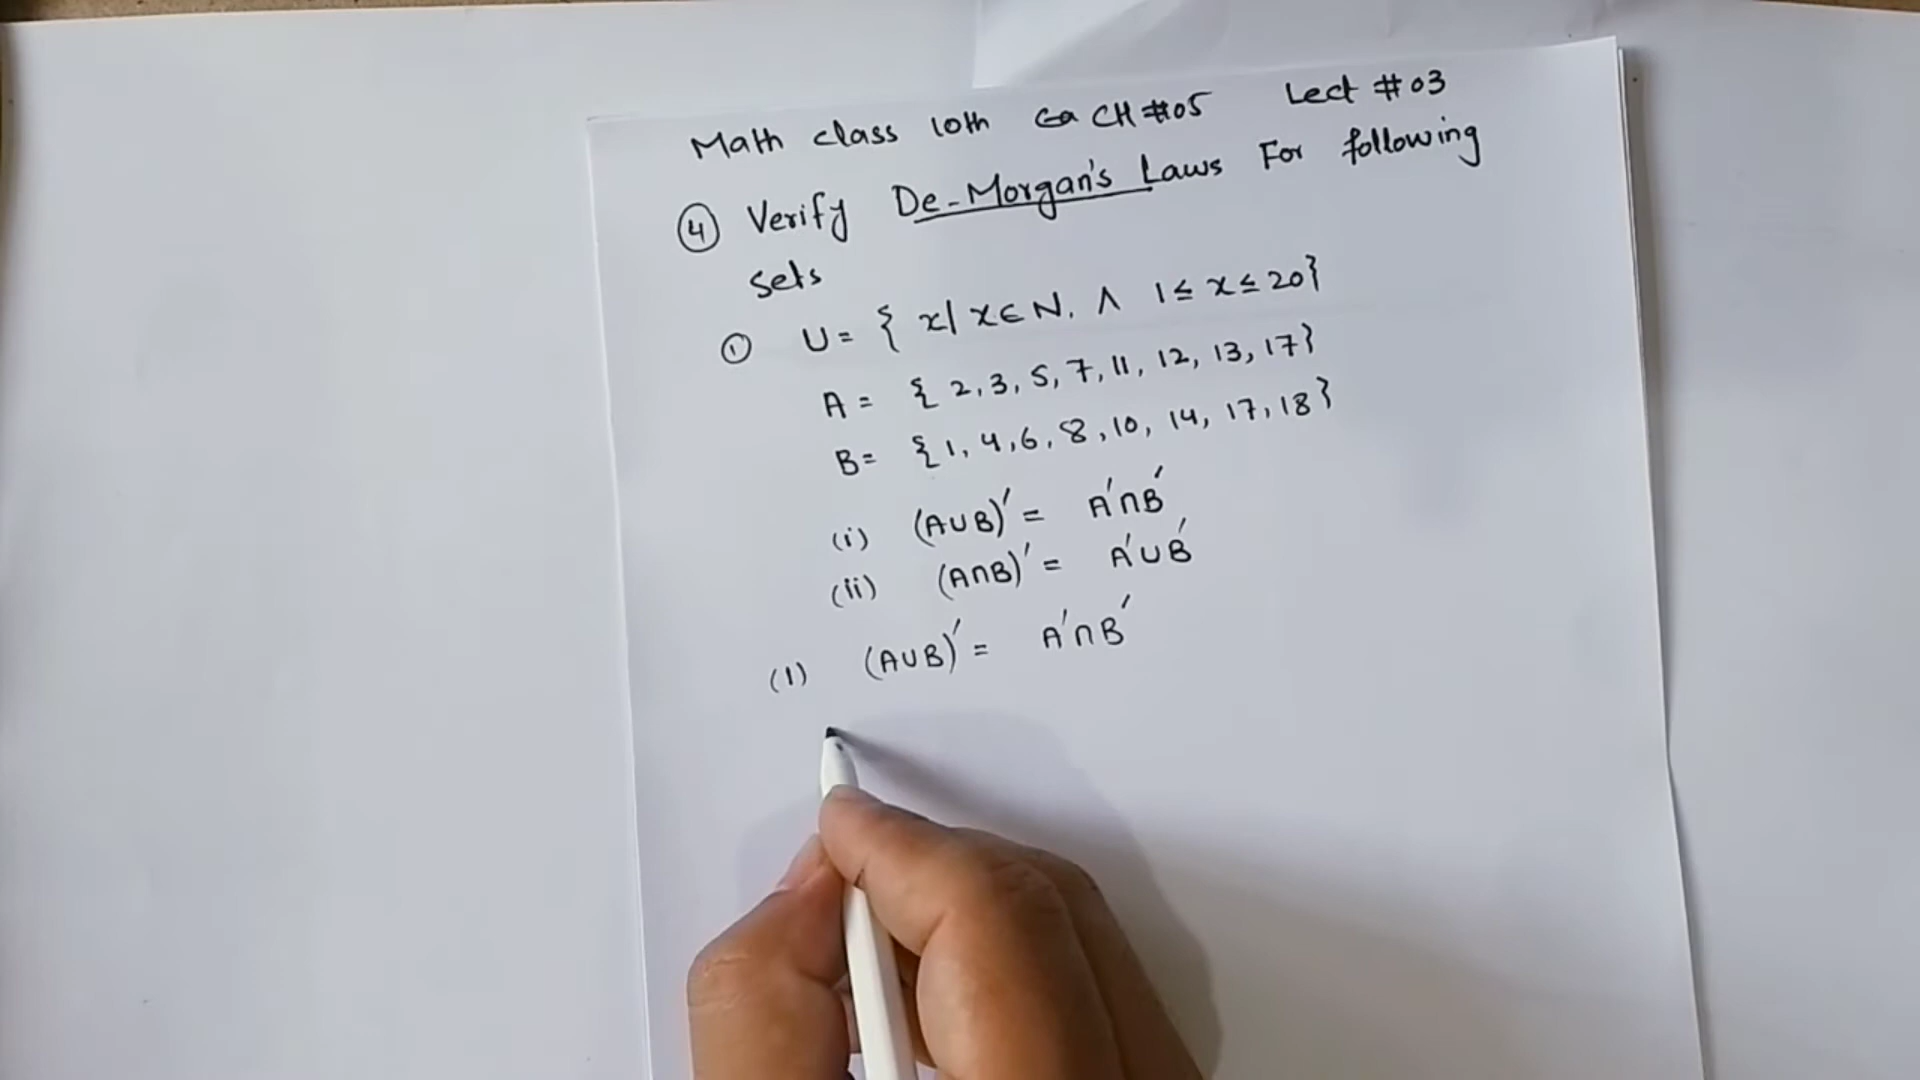 Math class 10th Ga CH #05 Lect #03
④ Verify De-Morgan's Laws For following
sets
① U = { x| x∈N, ∧ 1≤ x≤20}
A = { 2, 3, 5, 7, 11, 12, 13, 17}
B = { 1, 4, 6, 8, 10, 14, 17, 18}
(i) (A∪B)′ = A′∩B′
(ii) (A∩B)′ = A′∪B′
(1) (A∪B)′ = A′∩B′